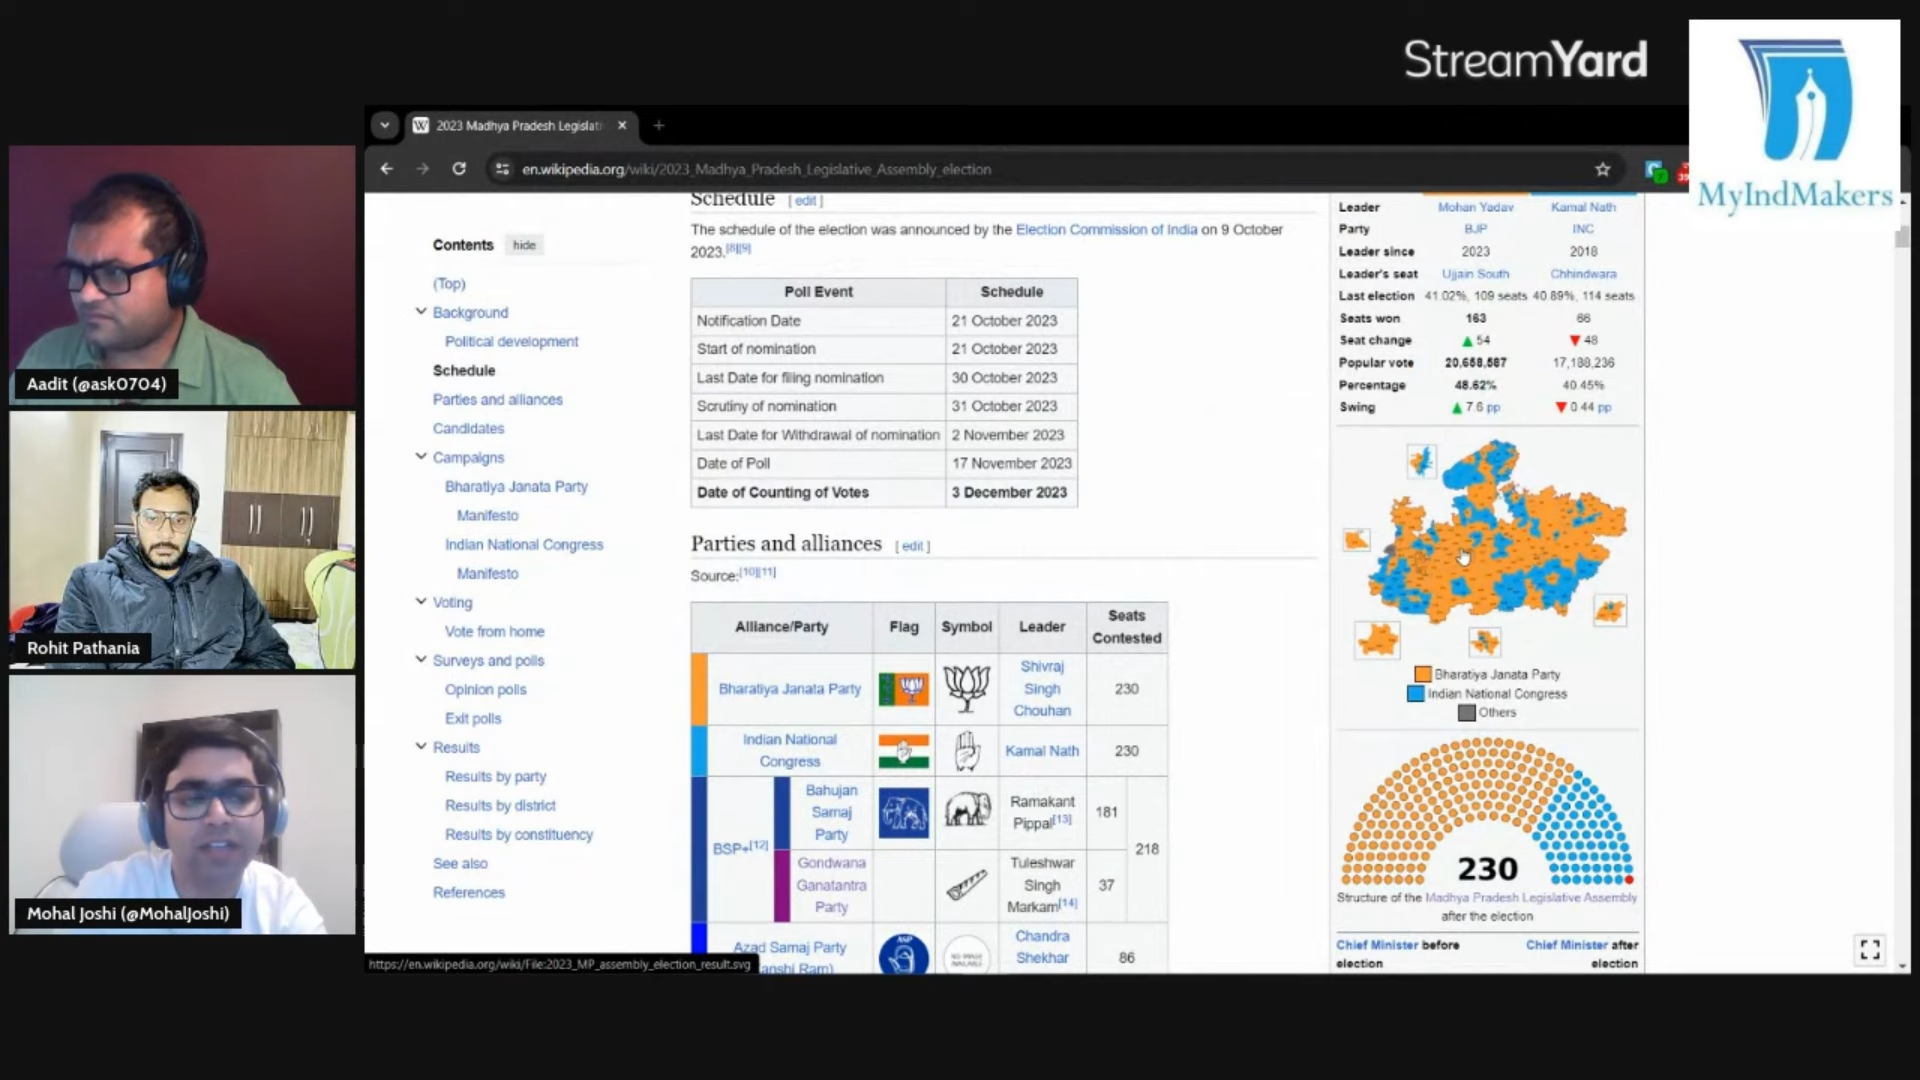 StreamYard
MyIndMakers
2023 Madhya Pradesh Legislati
en.wikipedia.org/wiki/2023_Madhya_Pradesh_Legislative_Assembly_election
Aadit (@ask0704)
Rohit Pathania
Mohal Joshi (@MohalJoshi)
Contents hide
(Top)
Background
Political development
Schedule
Parties and alliances
Candidates
Campaigns
Bharatiya Janata Party
Manifesto
Indian National Congress
Manifesto
Voting
Vote from home
Surveys and polls
Opinion polls
Exit polls
Results
Results by party
Results by district
Results by constituency
See also
References
Schedule [ edit ]
The schedule of the election was announced by the Election Commission of India on 9 October
2023.[8][9]
Poll Event Schedule
Notification Date 21 October 2023
Start of nomination 21 October 2023
Last Date for filing nomination 30 October 2023
Scrutiny of nomination 31 October 2023
Last Date for Withdrawal of nomination 2 November 2023
Date of Poll 17 November 2023
Date of Counting of Votes 3 December 2023
Parties and alliances [ edit ]
Source:[10][11]
Alliance/Party Flag Symbol Leader Seats
Contested
Bharatiya Janata Party Shivraj
Singh
Chouhan 230
Indian National
Congress Kamal Nath 230
BSP+[12] Bahujan
Samaj
Party Ramakant
Pippal[13] 181 218
Gondwana
Ganatantra
Party Tuleshwar
Singh
Markam[14] 37
Azad Samaj Party
(Kanshi Ram) ASP Chandra
Shekhar 86
Leader Mohan Yadav Kamal Nath
Party BJP INC
Leader since 2023 2018
Leader's seat Ujjain South Chhindwara
Last election 41.02%, 109 seats 40.89%, 114 seats
Seats won 163 66
Seat change 54 48
Popular vote 20,658,567 17,188,236
Percentage 48.62% 40.45%
Swing 7.6 pp 0.44 pp
Bharatiya Janata Party
Indian National Congress
Others
230
Structure of the Madhya Pradesh Legislative Assembly
after the election
Chief Minister before
election
Chief Minister after
election
https://en.wikipedia.org/wiki/File:2023_MP_assembly_election_result.svg